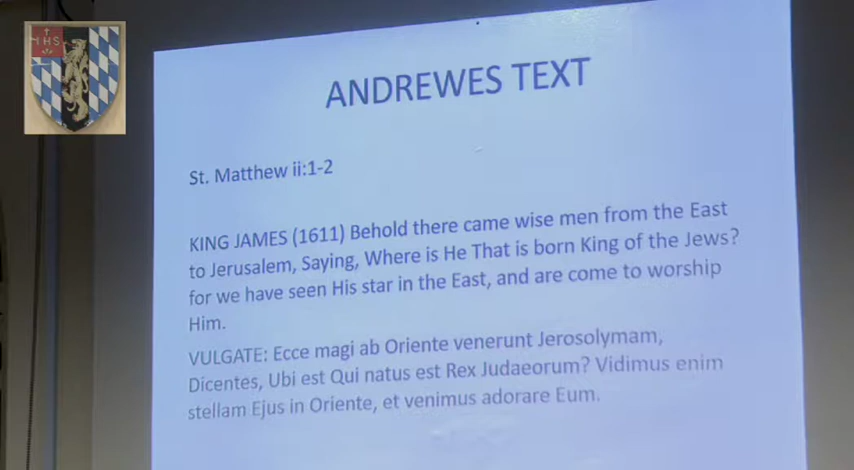 IHS
ANDREWES TEXT
St. Matthew ii:1-2
KING JAMES (1611) Behold there came wise men from the East
to Jerusalem, Saying, Where is He That is born King of the Jews?
for we have seen His star in the East, and are come to worship
Him.
VULGATE: Ecce magi ab Oriente venerunt Jerosolymam,
Dicentes, Ubi est Qui natus est Rex Judaeorum? Vidimus enim
stellam Ejus in Oriente, et venimus adorare Eum.